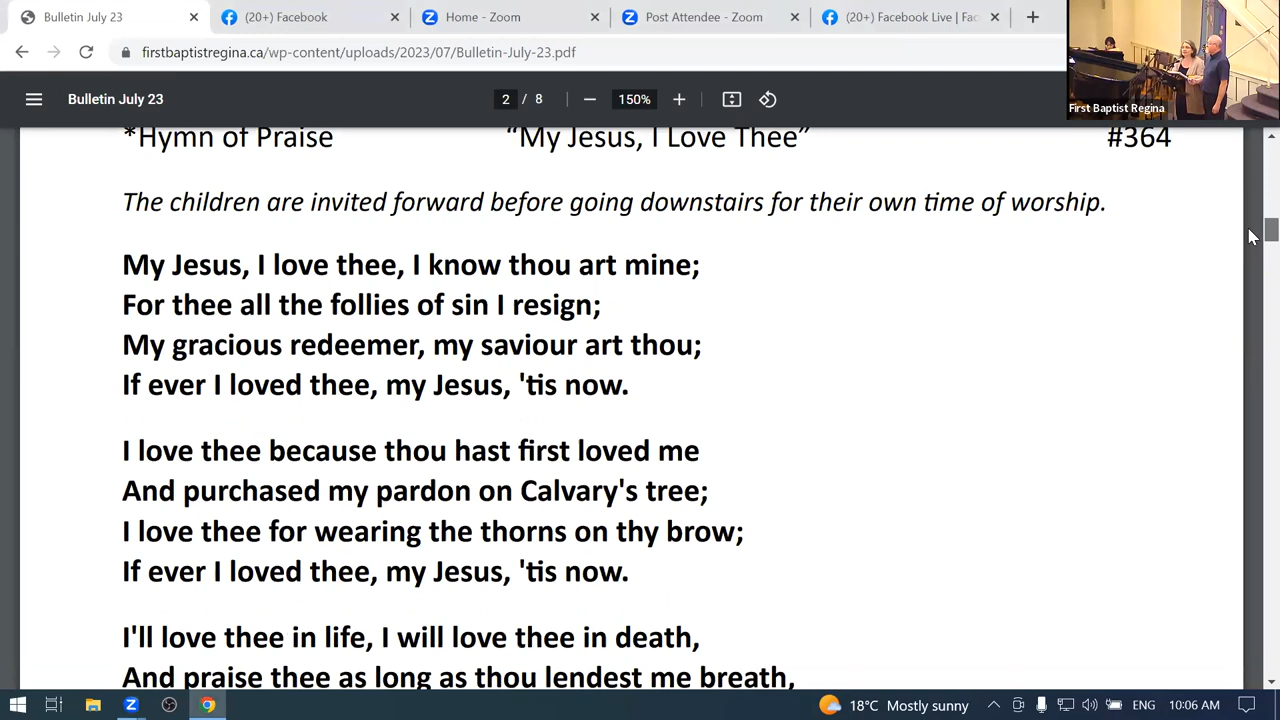 Bulletin July 23
(20+) Facebook
Home - Zoom
Post Attendee - Zoom
(20+) Facebook Live | Fac
firstbaptistregina.ca/wp-content/uploads/2023/07/Bulletin-July-23.pdf
Bulletin July 23
2 / 8
150%
First Baptist Regina
*Hymn of Praise “My Jesus, I Love Thee” #364
The children are invited forward before going downstairs for their own time of worship.
My Jesus, I love thee, I know thou art mine;
For thee all the follies of sin I resign;
My gracious redeemer, my saviour art thou;
If ever I loved thee, my Jesus, 'tis now.
I love thee because thou hast first loved me
And purchased my pardon on Calvary's tree;
I love thee for wearing the thorns on thy brow;
If ever I loved thee, my Jesus, 'tis now.
I'll love thee in life, I will love thee in death,
And praise thee as long as thou lendest me breath,
18°C Mostly sunny
ENG
10:06 AM